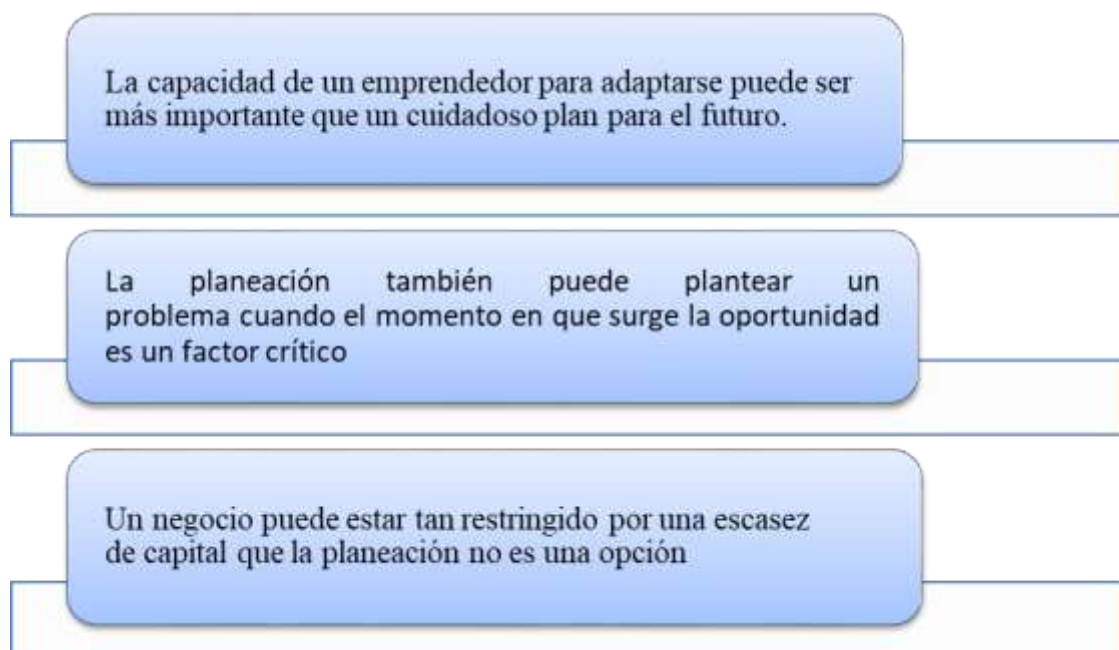 La capacidad de un emprendedor para adaptarse puede ser
más importante que un cuidadoso plan para el futuro.
La planeación también puede plantear un
problema cuando el momento en que surge la oportunidad
es un factor crítico
Un negocio puede estar tan restringido por una escasez
de capital que la planeación no es una opción